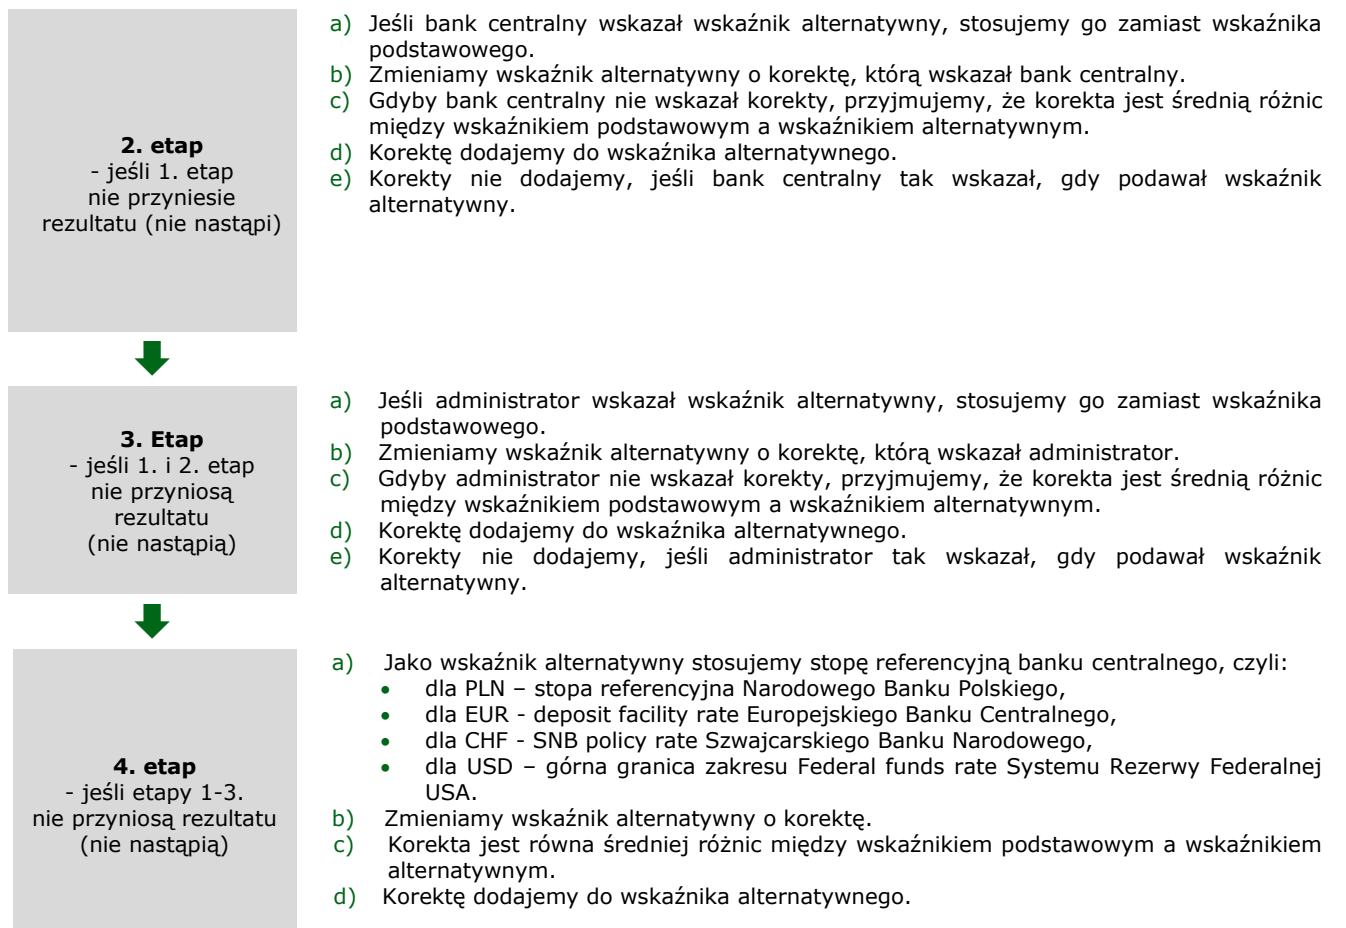 2. etap
- jeśli 1. etap
nie przyniesie
rezultatu (nie nastąpi)
a) Jeśli bank centralny wskazał wskaźnik alternatywny, stosujemy go zamiast wskaźnika
podstawowego.
b) Zmieniamy wskaźnik alternatywny o korektę, którą wskazał bank centralny.
c) Gdyby bank centralny nie wskazał korekty, przyjmujemy, że korekta jest średnią różnic
między wskaźnikiem podstawowym a wskaźnikiem alternatywnym.
d) Korektę dodajemy do wskaźnika alternatywnego.
e) Korekty nie dodajemy, jeśli bank centralny tak wskazał, gdy podawał wskaźnik
alternatywny.
3. Etap
- jeśli 1. i 2. etap
nie przyniosą
rezultatu
(nie nastąpią)
a) Jeśli administrator wskazał wskaźnik alternatywny, stosujemy go zamiast wskaźnika
podstawowego.
b) Zmieniamy wskaźnik alternatywny o korektę, którą wskazał administrator.
c) Gdyby administrator nie wskazał korekty, przyjmujemy, że korekta jest średnią różnic
między wskaźnikiem podstawowym a wskaźnikiem alternatywnym.
d) Korektę dodajemy do wskaźnika alternatywnego.
e) Korekty nie dodajemy, jeśli administrator tak wskazał, gdy podawał wskaźnik
alternatywny.
4. etap
- jeśli etapy 1-3.
nie przyniosą rezultatu
(nie nastąpią)
a) Jako wskaźnik alternatywny stosujemy stopę referencyjną banku centralnego, czyli:
• dla PLN – stopa referencyjna Narodowego Banku Polskiego,
• dla EUR - deposit facility rate Europejskiego Banku Centralnego,
• dla CHF - SNB policy rate Szwajcarskiego Banku Narodowego,
• dla USD – górna granica zakresu Federal funds rate Systemu Rezerwy Federalnej
USA.
b) Zmieniamy wskaźnik alternatywny o korektę.
c) Korekta jest równa średniej różnic między wskaźnikiem podstawowym a wskaźnikiem
alternatywnym.
d) Korektę dodajemy do wskaźnika alternatywnego.